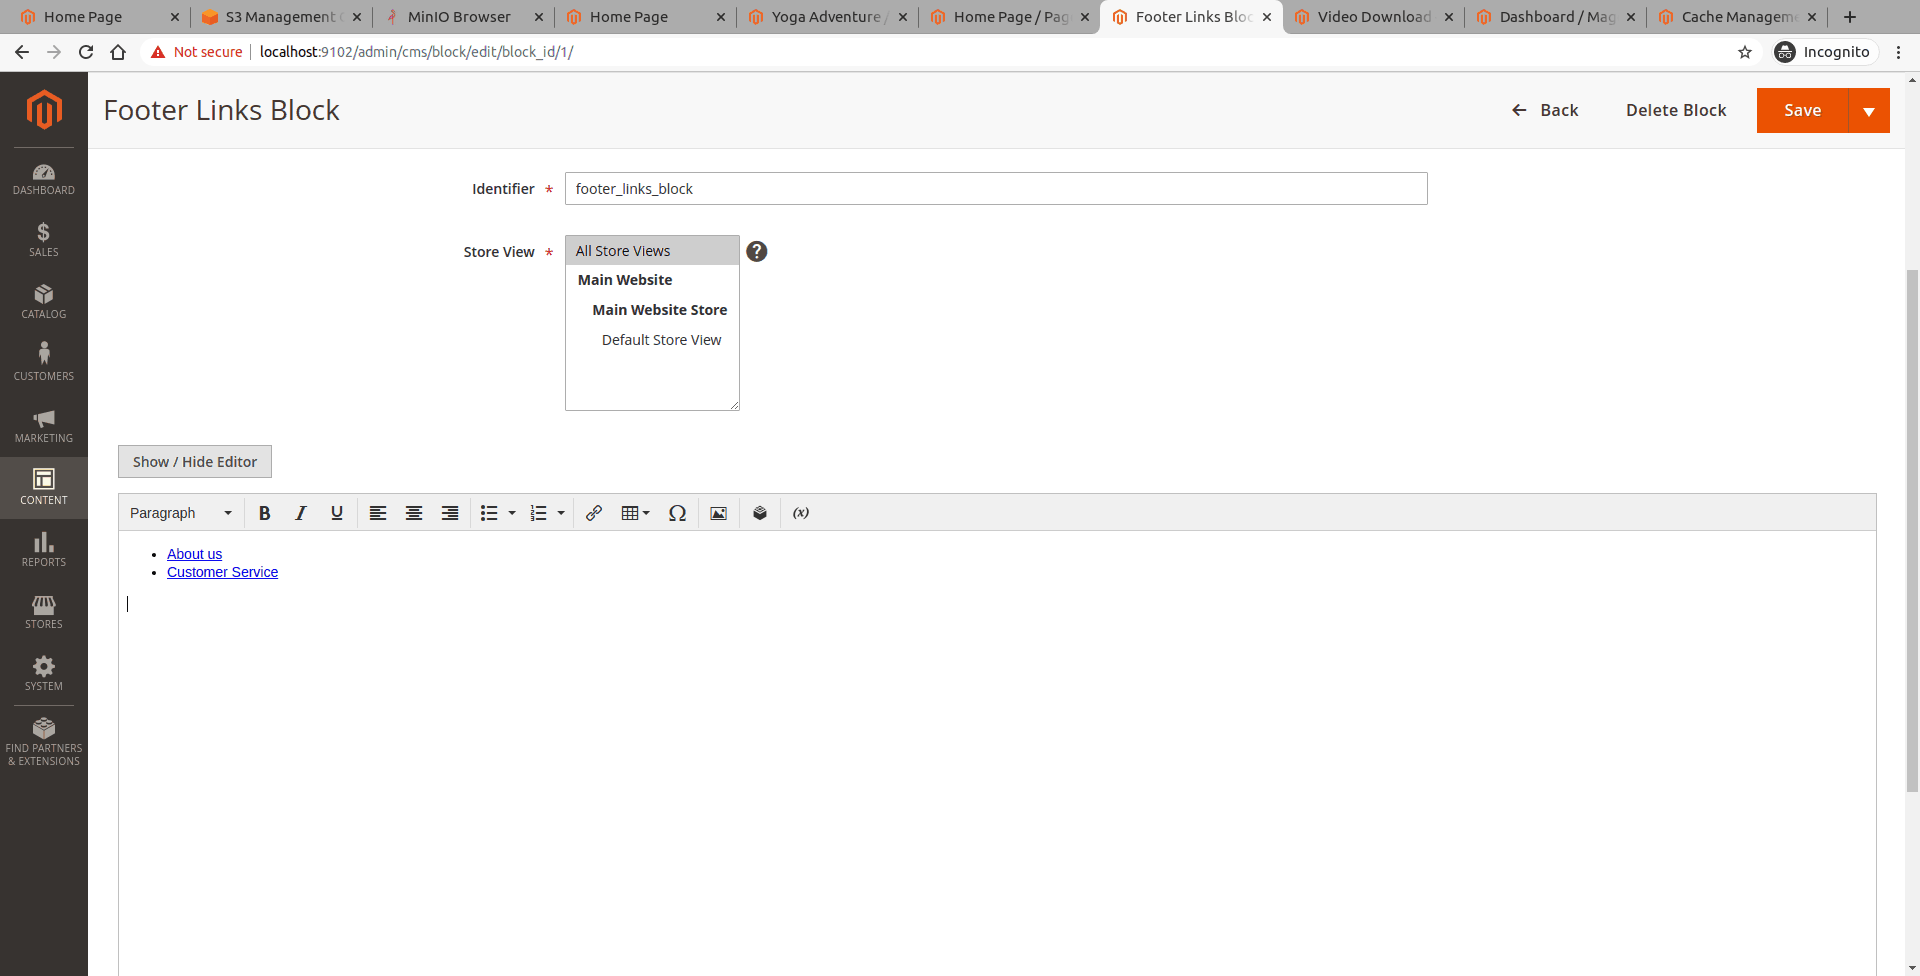 Home Page
S3 Management
MinIO Browser
Home Page
Yoga Adventure /
Home Page / Pag
Footer Links Bloc
Video Download
Dashboard / Mag
Cache Managem
Not secure
localhost:9102/admin/cms/block/edit/block_id/1/
Incognito
Footer Links Block
Back
Delete Block
Save
DASHBOARD
SALES
CATALOG
CUSTOMERS
MARKETING
CONTENT
REPORTS
STORES
SYSTEM
FIND PARTNERS
& EXTENSIONS
Identifier *
footer_links_block
Store View *
All Store Views
?
Main Website
Main Website Store
Default Store View
Show / Hide Editor
Paragraph
B I U
Ω
(x)
About us
Customer Service